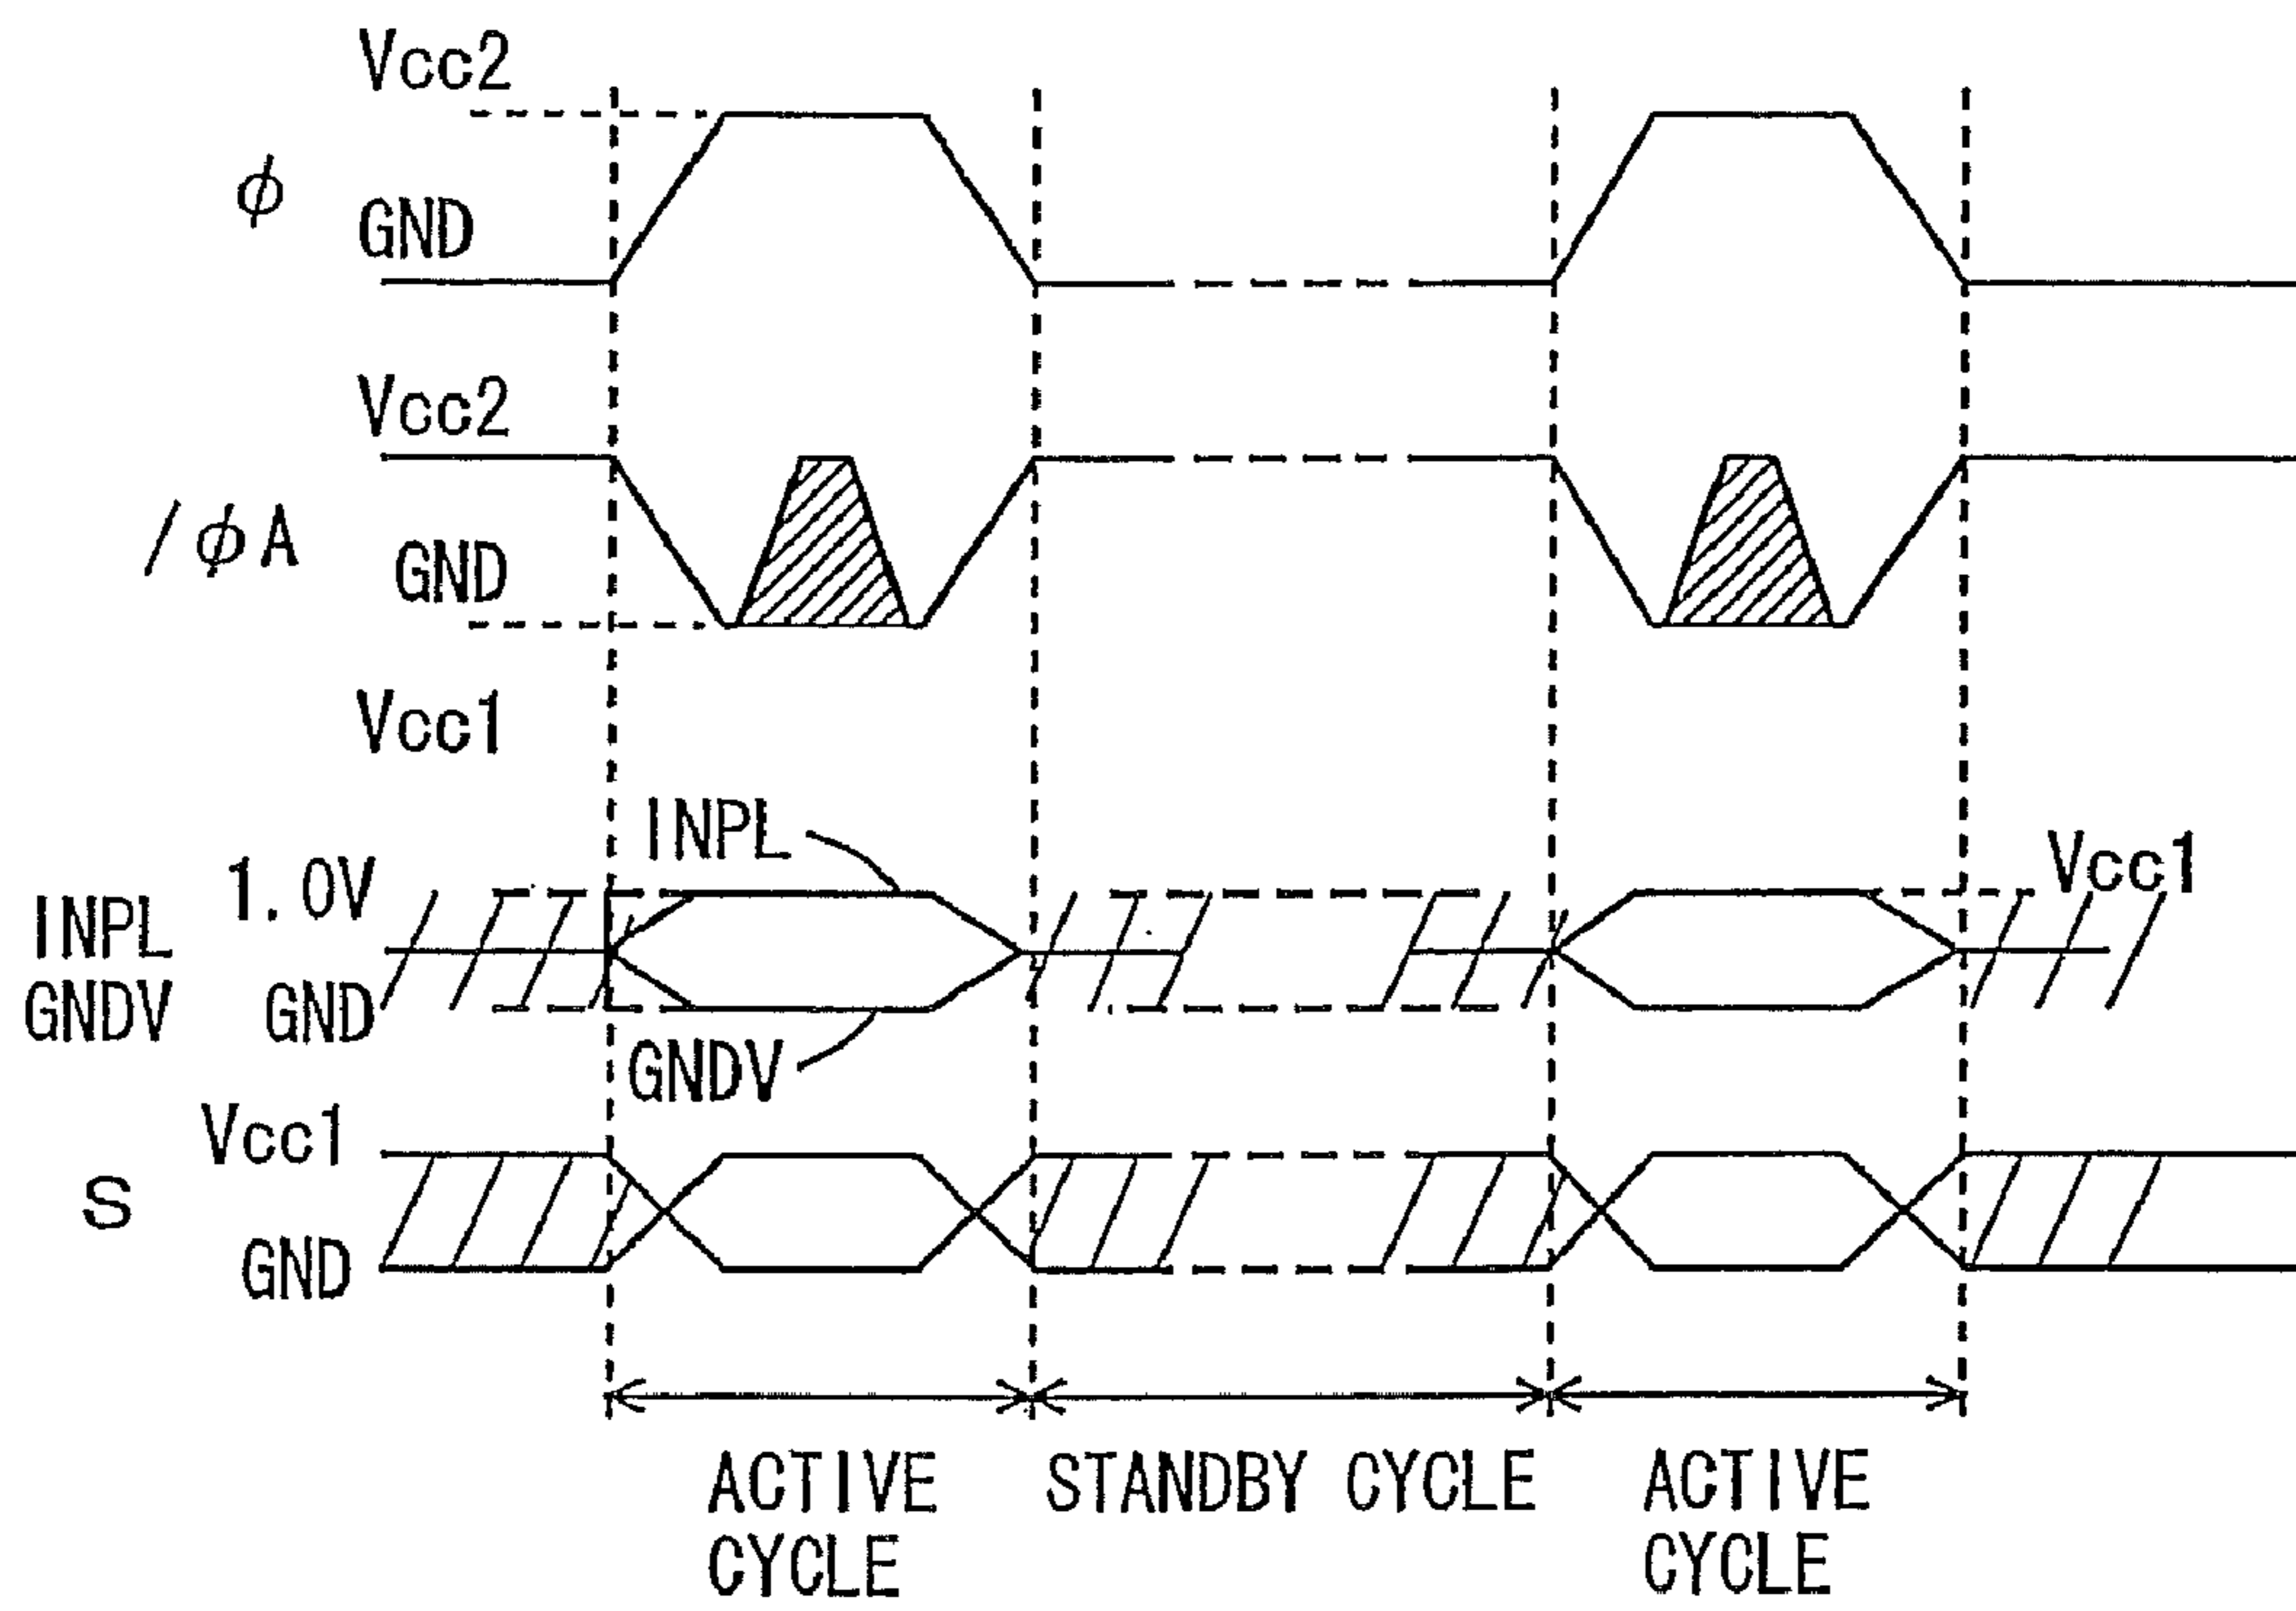 Vcc2
φ
GND
Vcc2
/φA
GND
Vcc1
INPL
1.0V
Vcc1
INPL
GNDV
GND
GNDV
Vcc1
S
GND
ACTIVE
CYCLE
STANDBY CYCLE
ACTIVE
CYCLE